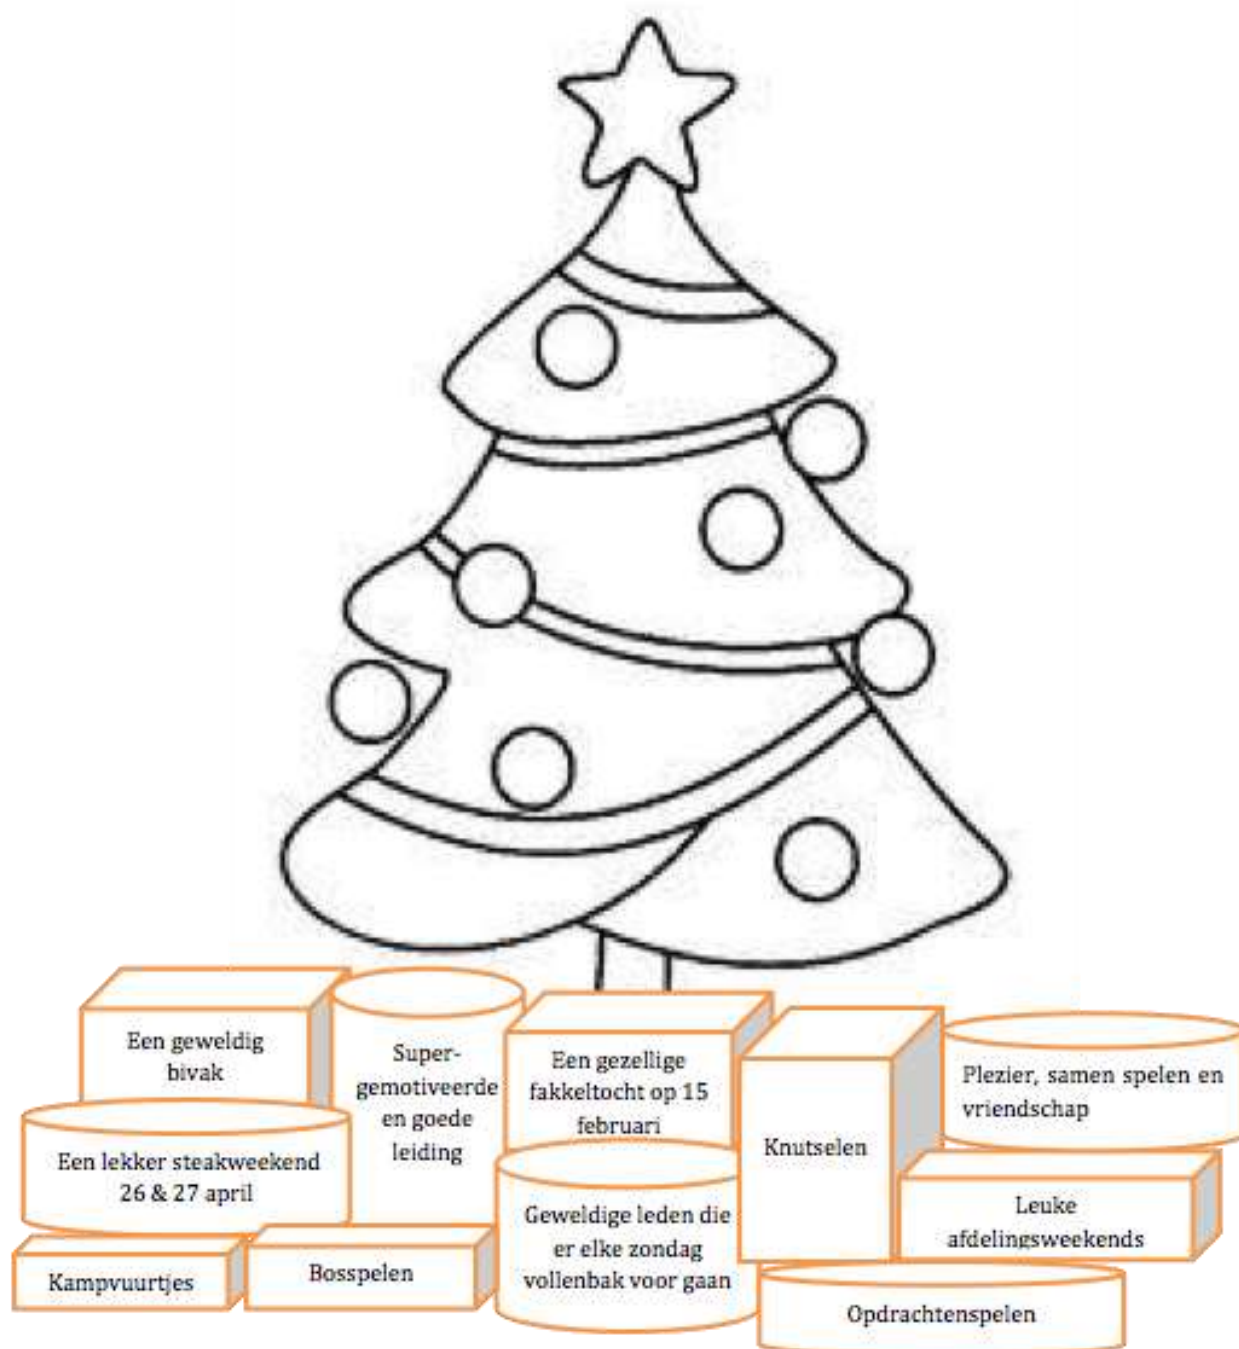 Een geweldig
bivak
Super-
gemotiveerde
en goede
leiding
Een gezellige
fakkeltocht op 15
februari
Knutselen
Plezier, samen spelen en
vriendschap
Een lekker steakweekend
26 & 27 april
Geweldige leden die
er elke zondag
vollenbak voor gaan
Leuke
afdelingsweekends
Kampvuurtjes
Bosspelen
Opdrachtenspelen